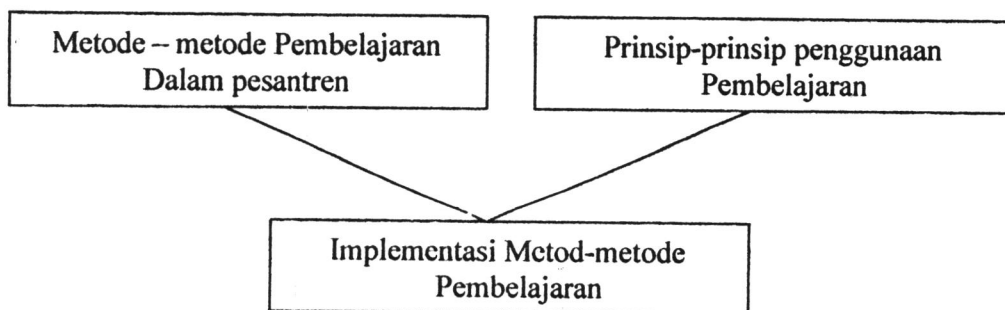 Metode – metode Pembelajaran
Dalam pesantren
Prinsip-prinsip penggunaan
Pembelajaran
Implementasi Metod-metode
Pembelajaran